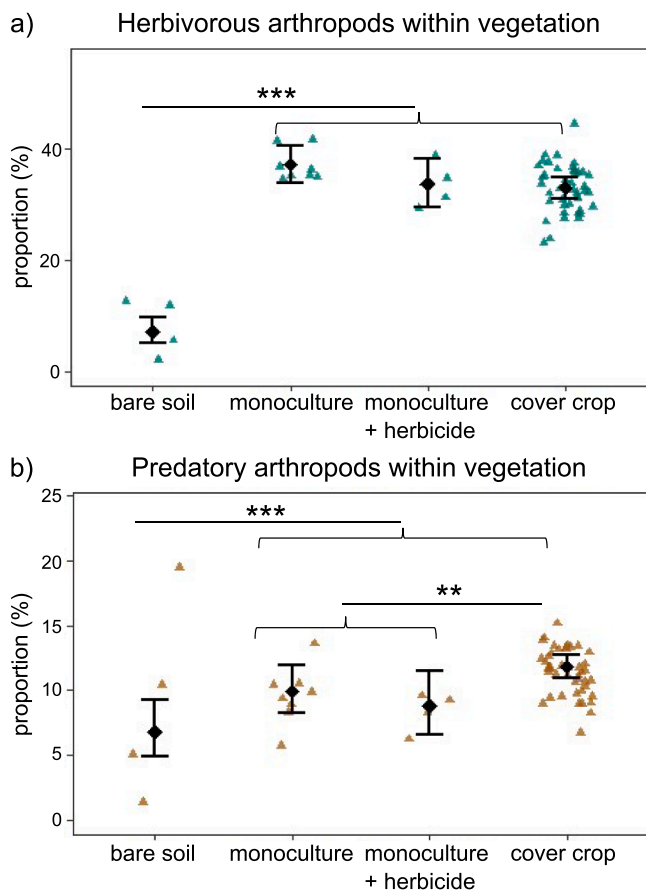 a) Herbivorous arthropods within vegetation
***
40
20
0
proportion (%)
bare soil monoculture monoculture cover crop
+ herbicide
b) Predatory arthropods within vegetation
25
***
20
**
15
10
5
0
proportion (%)
bare soil monoculture monoculture cover crop
+ herbicide